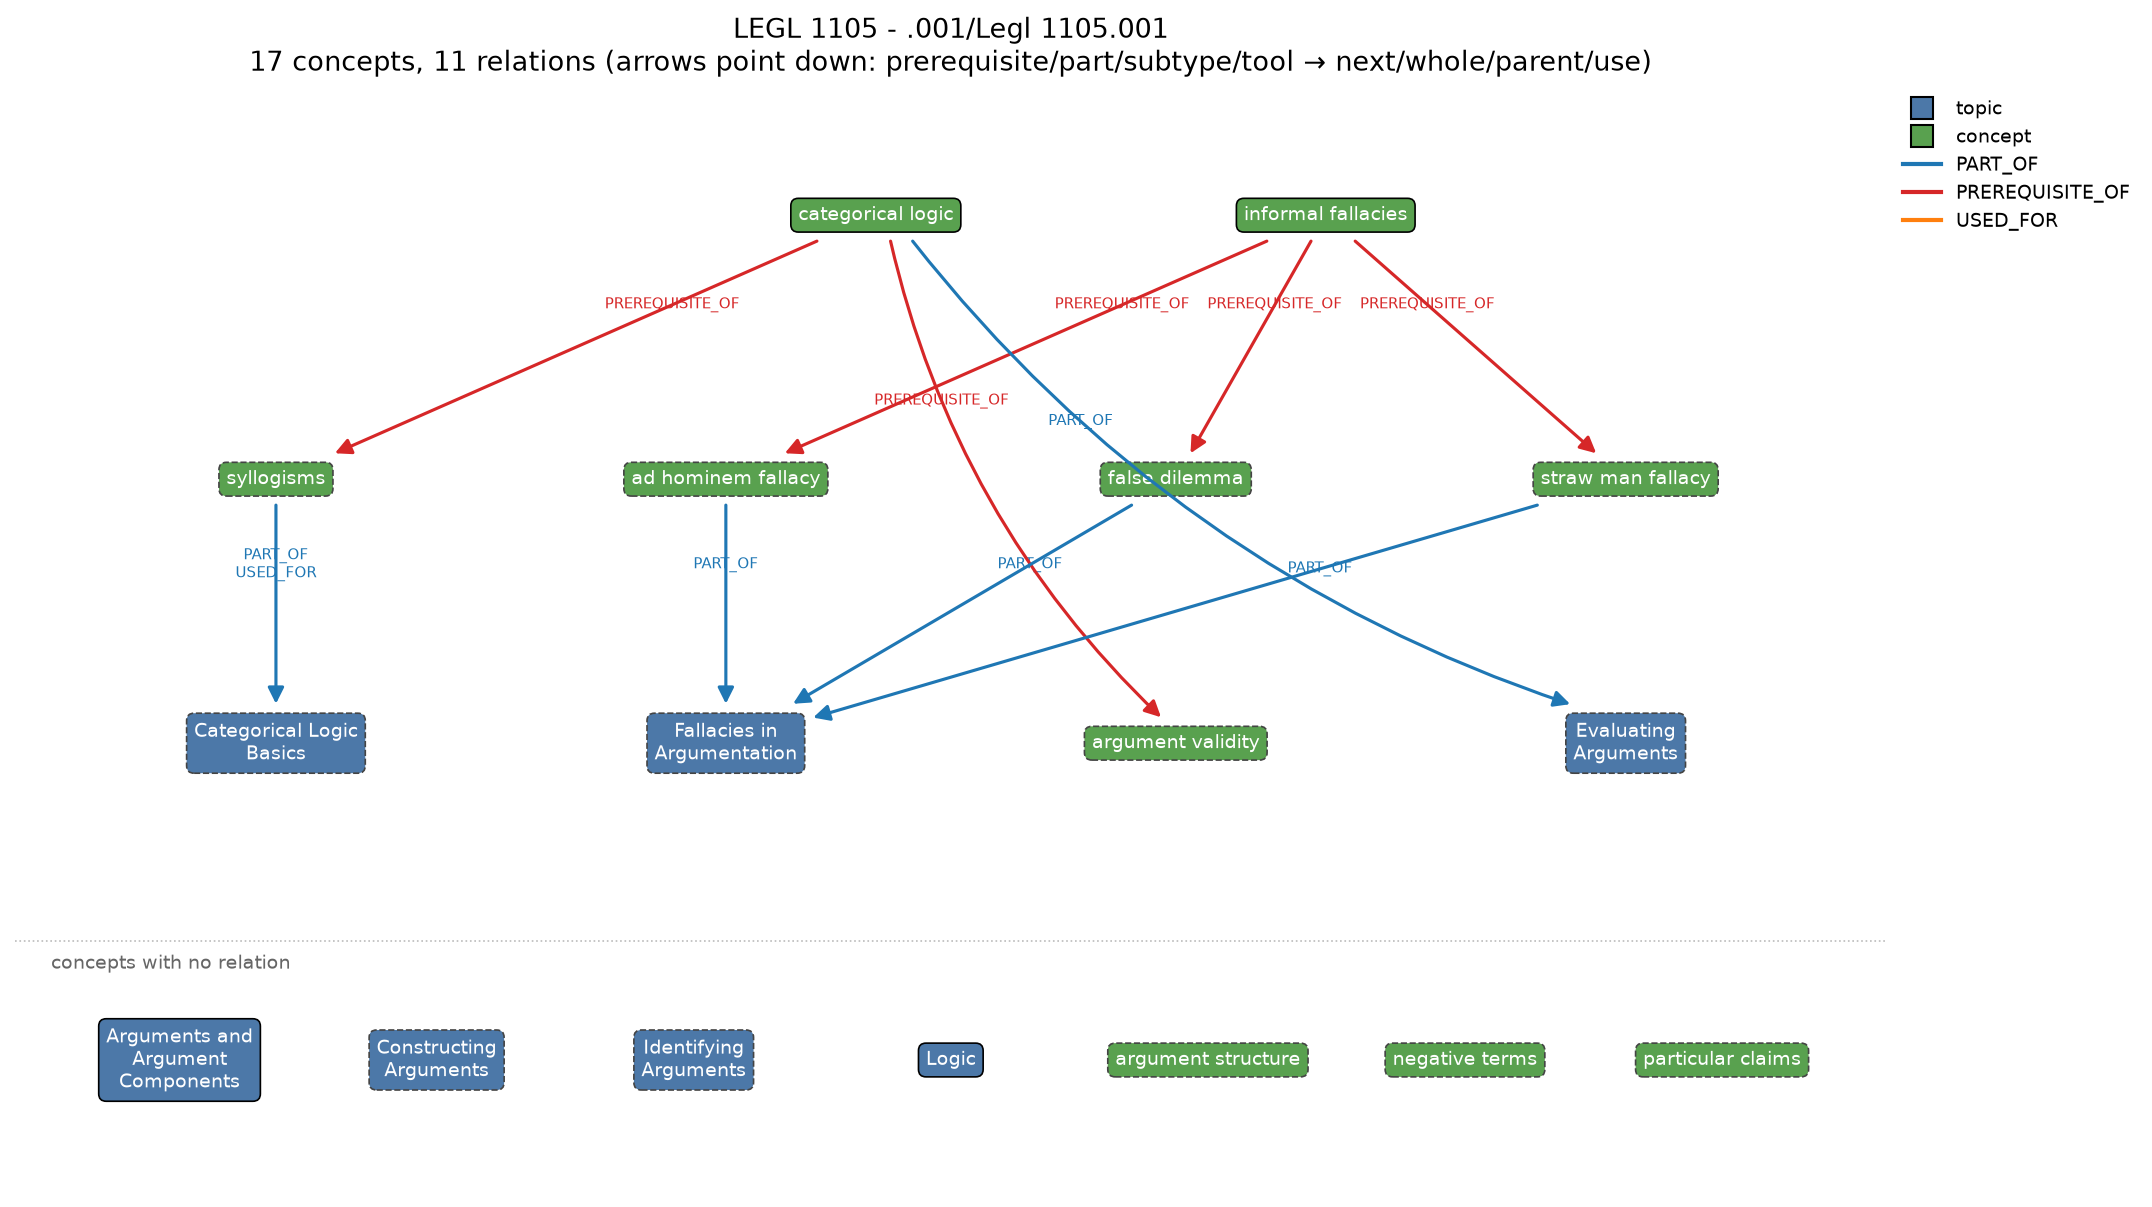 LEGL 1105 - .001/Legl 1105.001
17 concepts, 11 relations (arrows point down: prerequisite/part/subtype/tool → next/whole/parent/use)
topic
concept
PART_OF
PREREQUISITE_OF
USED_FOR
categorical logic
informal fallacies
PREREQUISITE_OF
PREREQUISITE_OF
PREREQUISITE_OF
PREREQUISITE_OF
PREREQUISITE_OF
PART_OF
syllogisms
ad hominem fallacy
false dilemma
straw man fallacy
PART_OF
USED_FOR
PART_OF
PART_OF
PART_OF
Categorical Logic
Basics
Fallacies in
Argumentation
argument validity
Evaluating
Arguments
concepts with no relation
Arguments and
Argument
Components
Constructing
Arguments
Identifying
Arguments
Logic
argument structure
negative terms
particular claims